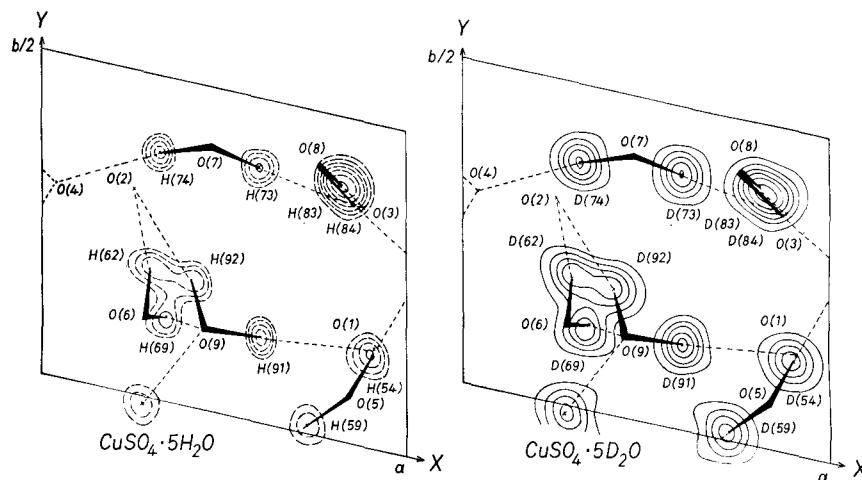 Y
b/2
O(8)
O(7)
O(4)
O(2)
H(74)
H(73)
H(83)
H(84)
O(3)
H(62)
H(92)
O(6)
O(1)
H(69)
O(9)
H(91)
H(54)
O(5)
H(59)
CuSO₄·5H₂O
a
X
Y
b/2
O(8)
O(7)
O(4)
O(2)
D(74)
D(73)
D(83)
D(84)
O(3)
D(62)
D(92)
O(6)
O(1)
D(69)
O(9)
D(91)
O(5)
D(54)
D(59)
CuSO₄·5D₂O
a
X